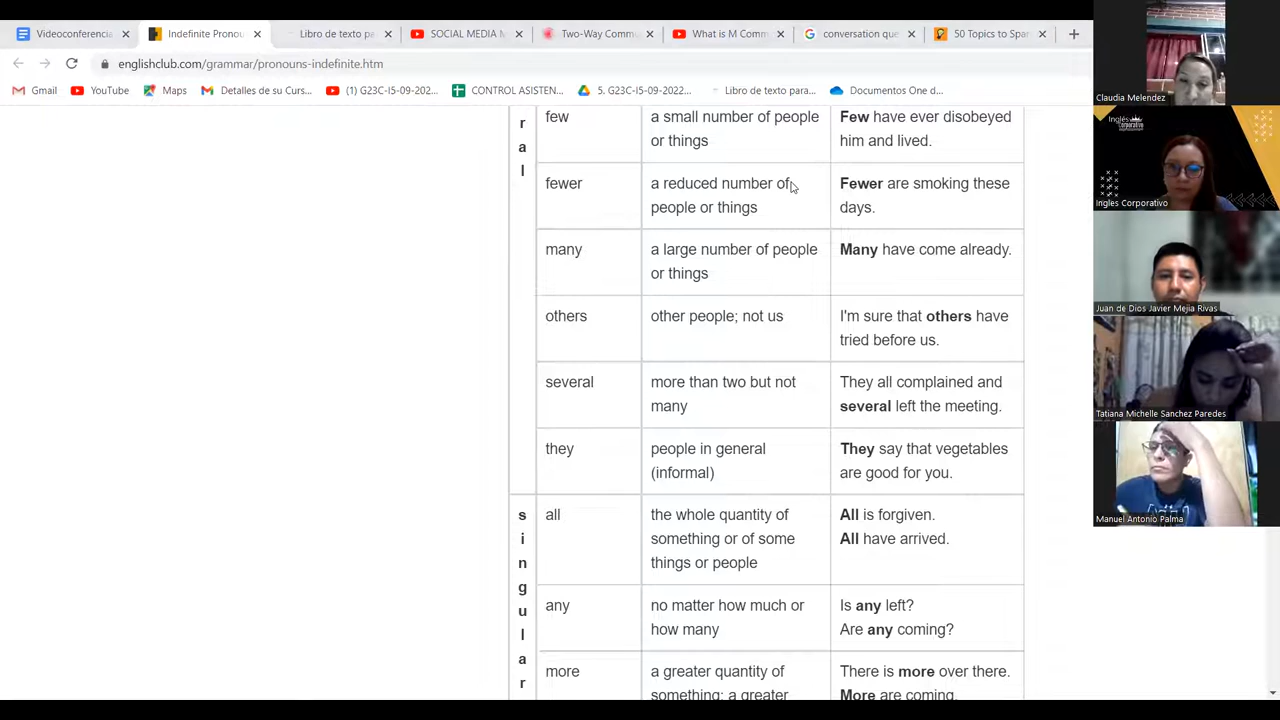 Videoconferencia
Indefinite Pronou
Libro de texto pa
SOCIAL MEDIA
Two-Way Commu
What is M Comm
conversation que
50 Topics to Spar
englishclub.com/grammar/pronouns-indefinite.htm
Gmail
YouTube
Maps
Detalles de su Curs...
(1) G23C-I5-09-202...
CONTROL ASISTEN...
5. G23C-I5-09-2022...
Libro de texto para...
Documentos One d...
r
a
l
few
a small number of people
or things
Few have ever disobeyed
him and lived.
fewer
a reduced number of
people or things
Fewer are smoking these
days.
many
a large number of people
or things
Many have come already.
others
other people; not us
I'm sure that others have
tried before us.
several
more than two but not
many
They all complained and
several left the meeting.
they
people in general
(informal)
They say that vegetables
are good for you.
s
i
n
g
u
l
a
r
all
the whole quantity of
something or of some
things or people
All is forgiven.
All have arrived.
any
no matter how much or
how many
Is any left?
Are any coming?
more
a greater quantity of
something; a greater
There is more over there.
More are coming.
Claudia Melendez
Inglés
Corporativo
Ingles Corporativo
Juan de Dios Javier Mejia Rivas
Tatiana Michelle Sanchez Paredes
Manuel Antonio Palma